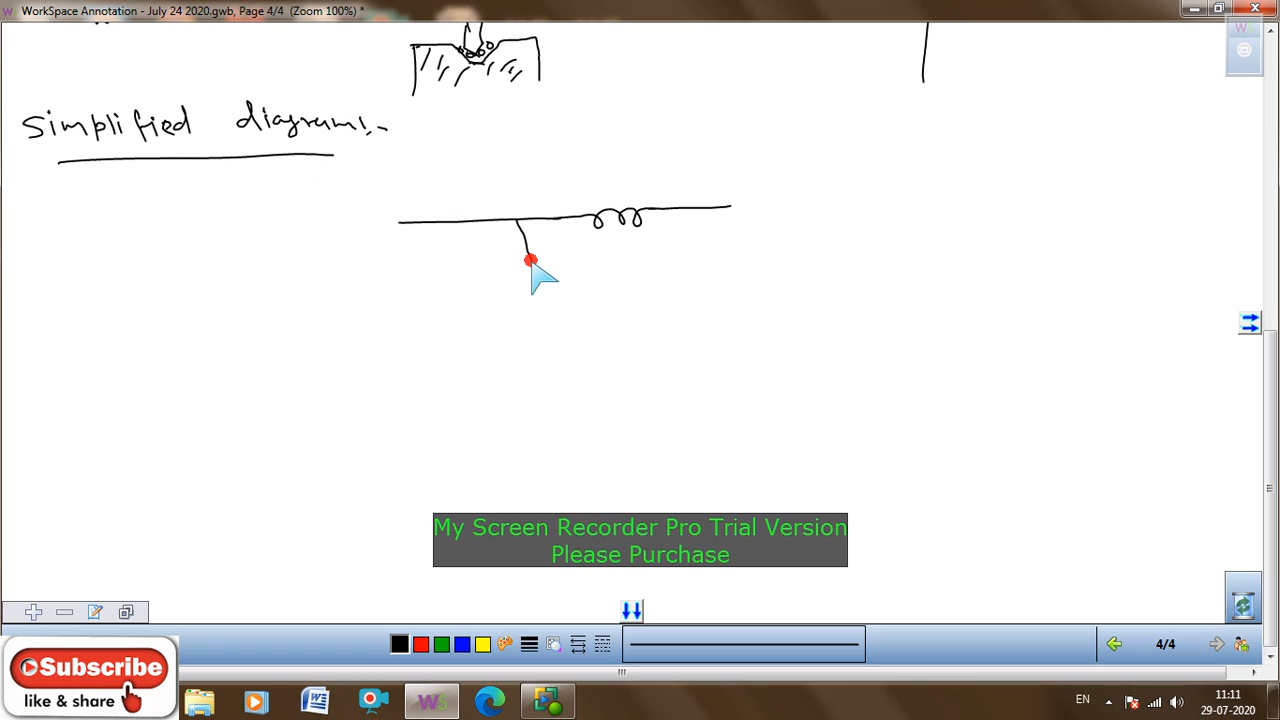 WorkSpace Annotation - July 24 2020.gwb, Page 4/4 (Zoom 100%) *
Simplified diagram:-
My Screen Recorder Pro Trial Version
Please Purchase
4/4
Subscribe
like & share
W
WS
EN
11:11
29-07-2020